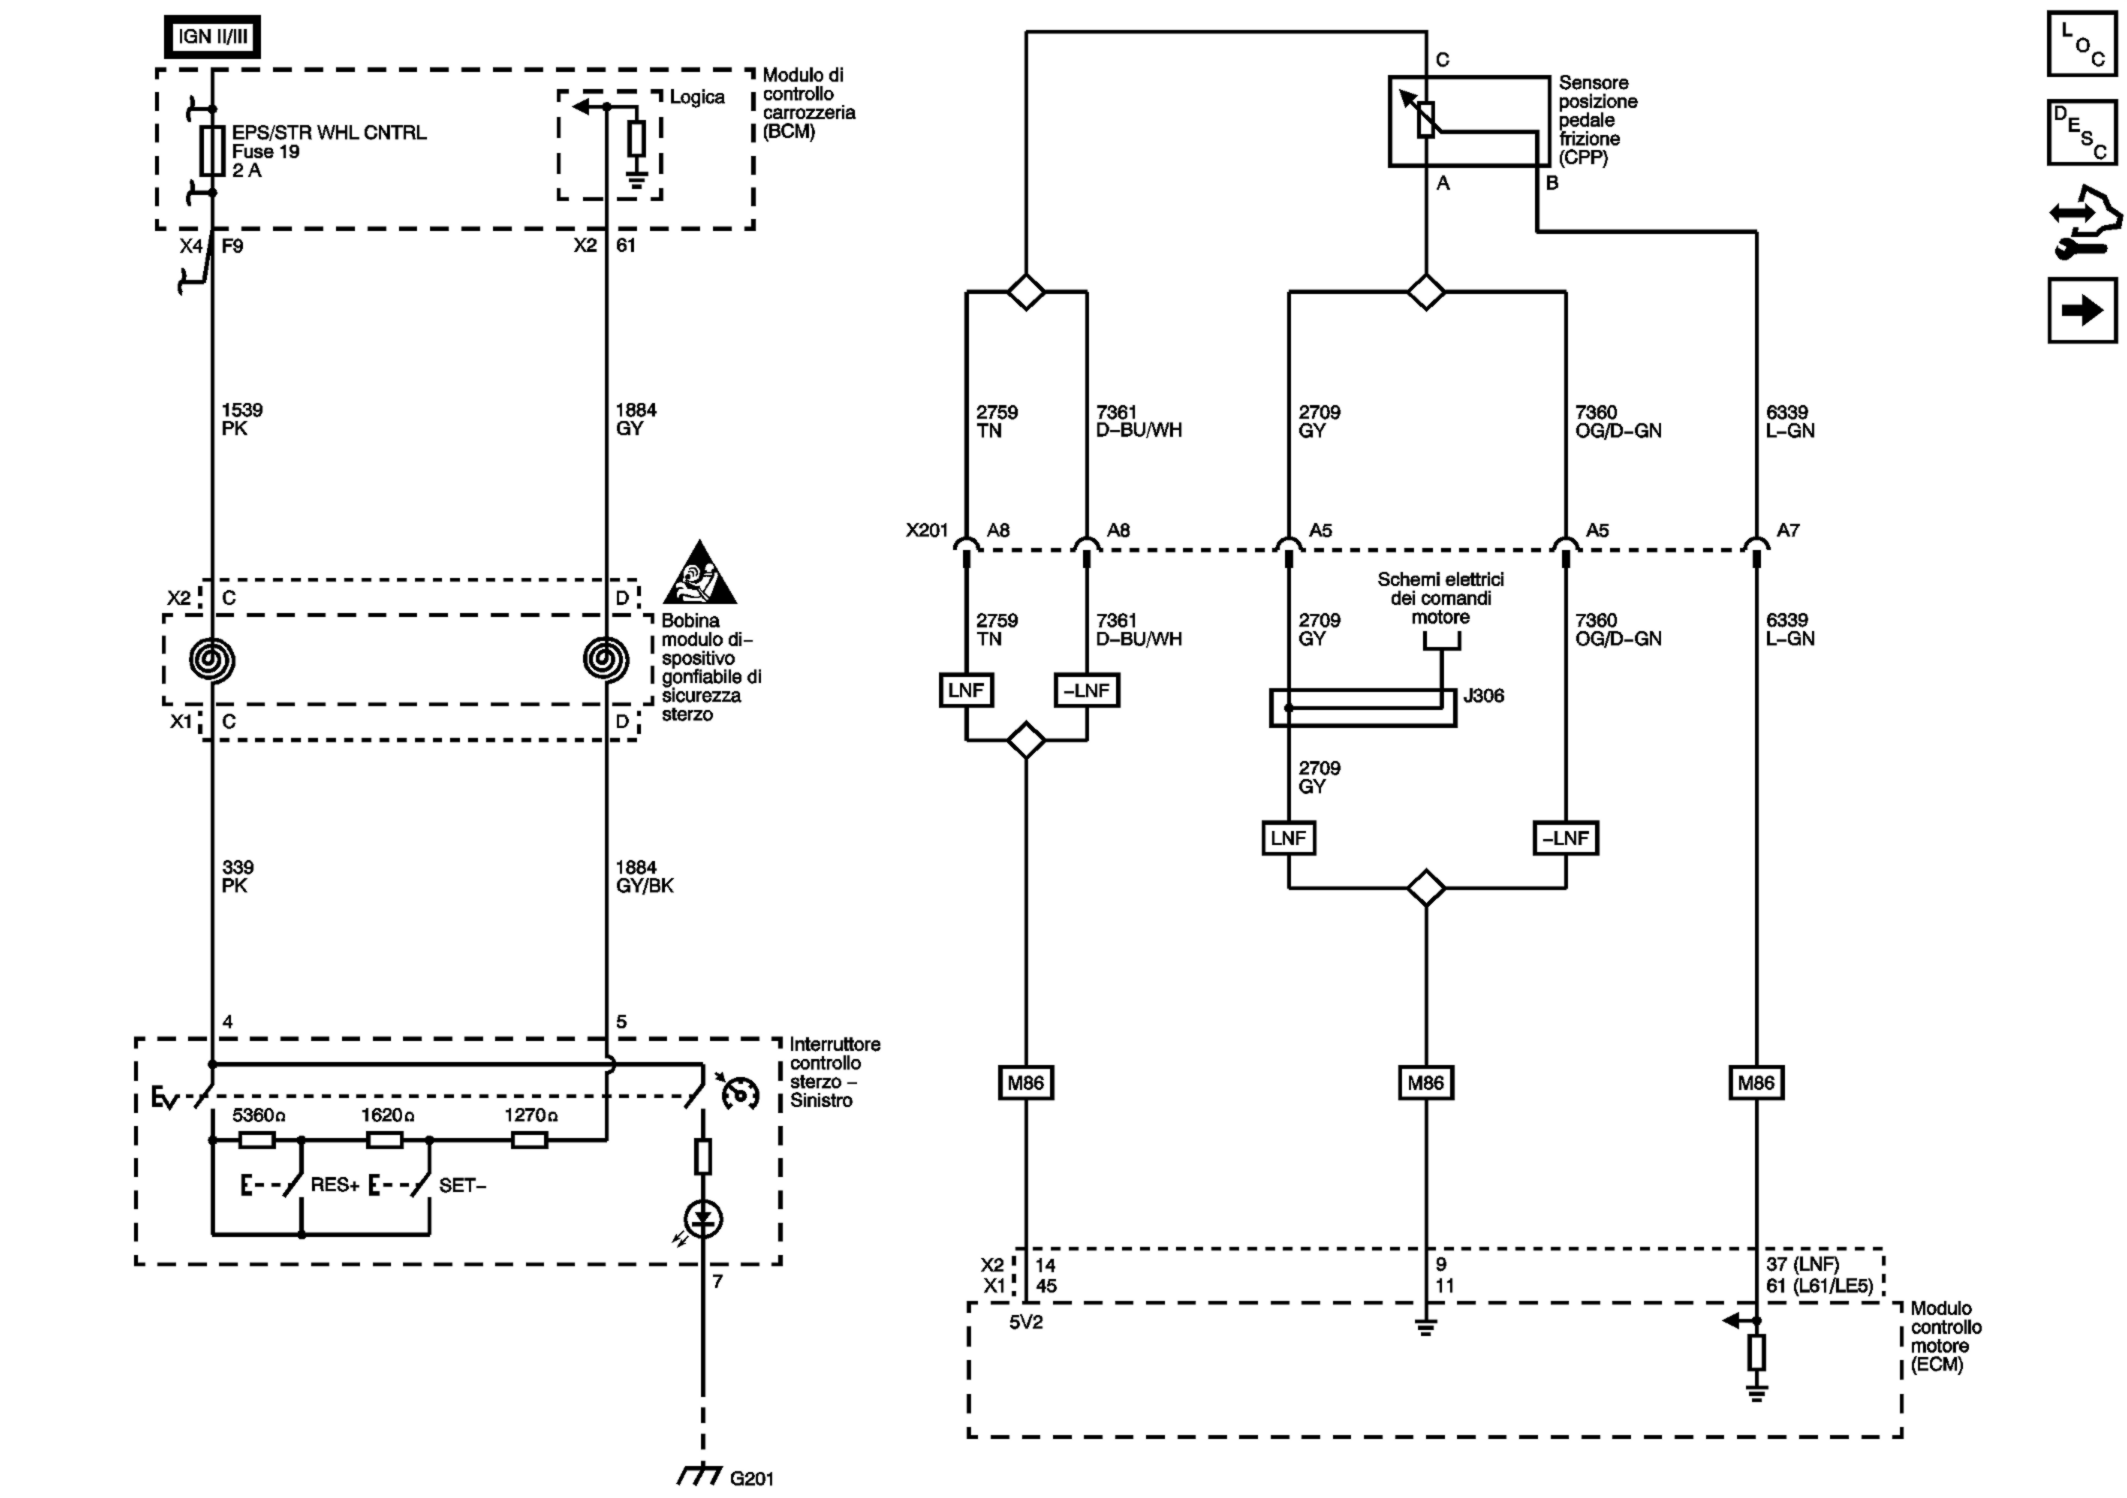 IGN II/III
Modulo di
controllo
carrozzeria
(BCM)
Logica
EPS/STR WHL CNTRL
Fuse 19
2 A
X4 F9
X2 61
1539
PK
1884
GY
X2 C D
Bobina
modulo di-
spositivo
gonfiabile di
sicurezza
sterzo
X1 C D
339
PK
1884
GY/BK
4 5
Interruttore
controllo
sterzo -
Sinistro
5360Ω 1620Ω 1270Ω
RES+ SET-
7
G201
C
Sensore
posizione
pedale
frizione
(CPP)
A B
2759
TN
7361
D-BU/WH
2709
GY
7360
OG/D-GN
6339
L-GN
X201 A8 A8 A5 A5 A7
Schemi elettrici
dei comandi
motore
2759
TN
7361
D-BU/WH
2709
GY
7360
OG/D-GN
6339
L-GN
LNF -LNF
J306
2709
GY
LNF -LNF
M86 M86 M86
X2 14 9 37 (LNF)
X1 45 11 61 (L61/LE5)
5V2
Modulo
controllo
motore
(ECM)
LOC
DESC